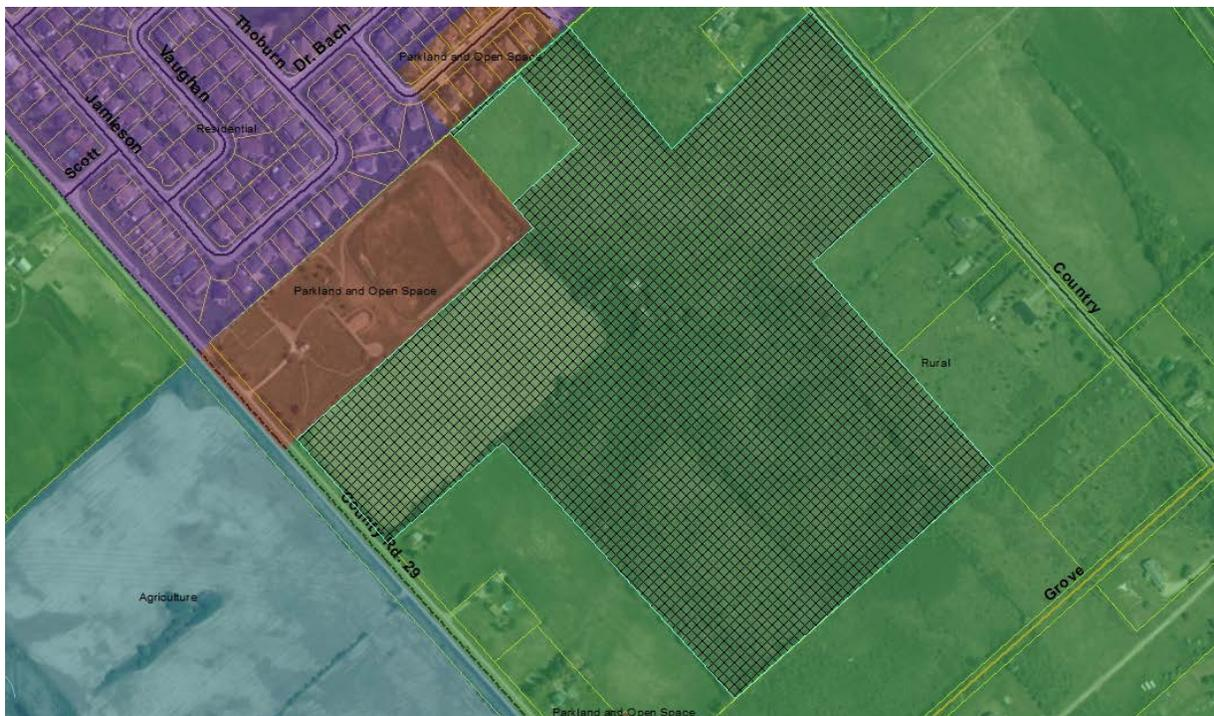 Thoburn
Dr. Bach
Vaughan
Parkland and Open Space
Jamieson
Residential
Scott
Parkland and Open Space
Country
Rural
County Rd. 29
Grove
Agriculture
Parkland and Open Space